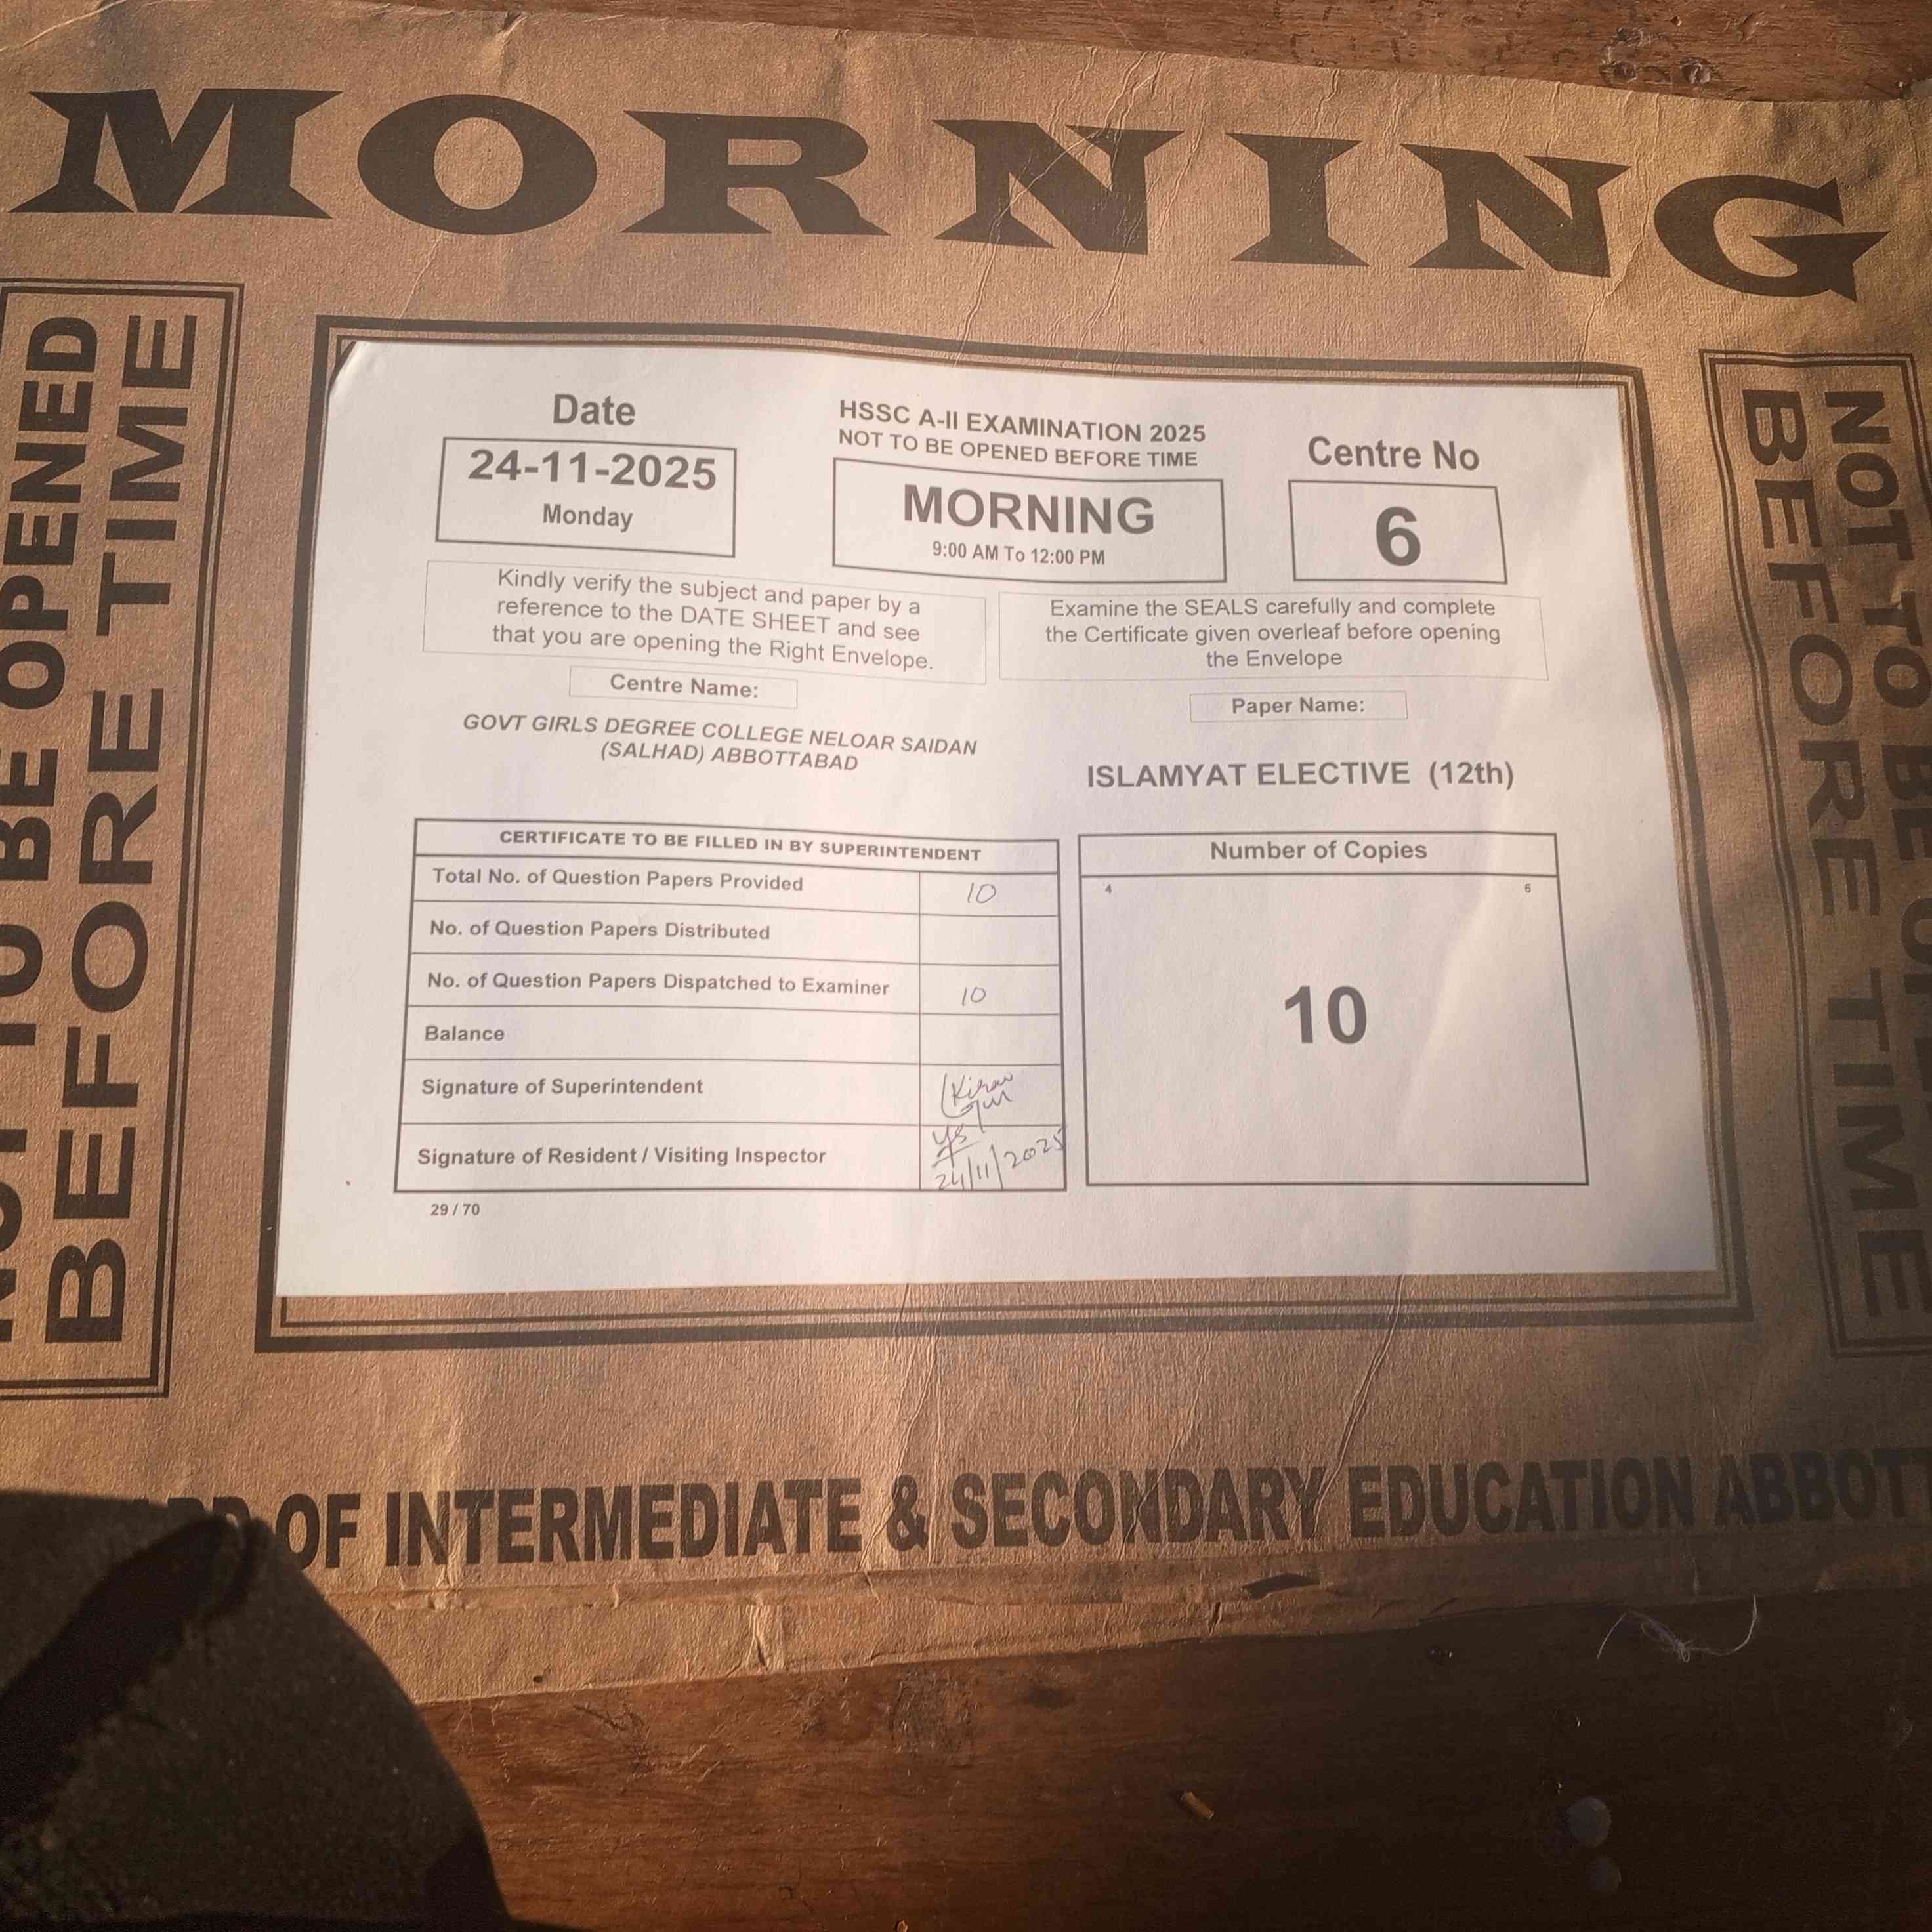 MORNING
NOT TO BE OPENED
BEFORE TIME
Date
24-11-2025
Monday
HSSC A-II EXAMINATION 2025
NOT TO BE OPENED BEFORE TIME
MORNING
9:00 AM To 12:00 PM
Centre No
6
Kindly verify the subject and paper by a
reference to the DATE SHEET and see
that you are opening the Right Envelope.
Examine the SEALS carefully and complete
the Certificate given overleaf before opening
the Envelope
Centre Name:
GOVT GIRLS DEGREE COLLEGE NELOAR SAIDAN
(SALHAD) ABBOTTABAD
Paper Name:
ISLAMYAT ELECTIVE (12th)
CERTIFICATE TO BE FILLED IN BY SUPERINTENDENT
Total No. of Question Papers Provided 10
No. of Question Papers Distributed
No. of Question Papers Dispatched to Examiner 10
Balance
Signature of Superintendent Kiran Gul
Signature of Resident / Visiting Inspector
24/11/2025
29 / 70
Number of Copies
4 6
10
NOT TO BE OPE
BEFORE TIME
ARD OF INTERMEDIATE & SECONDARY EDUCATION ABBOTT